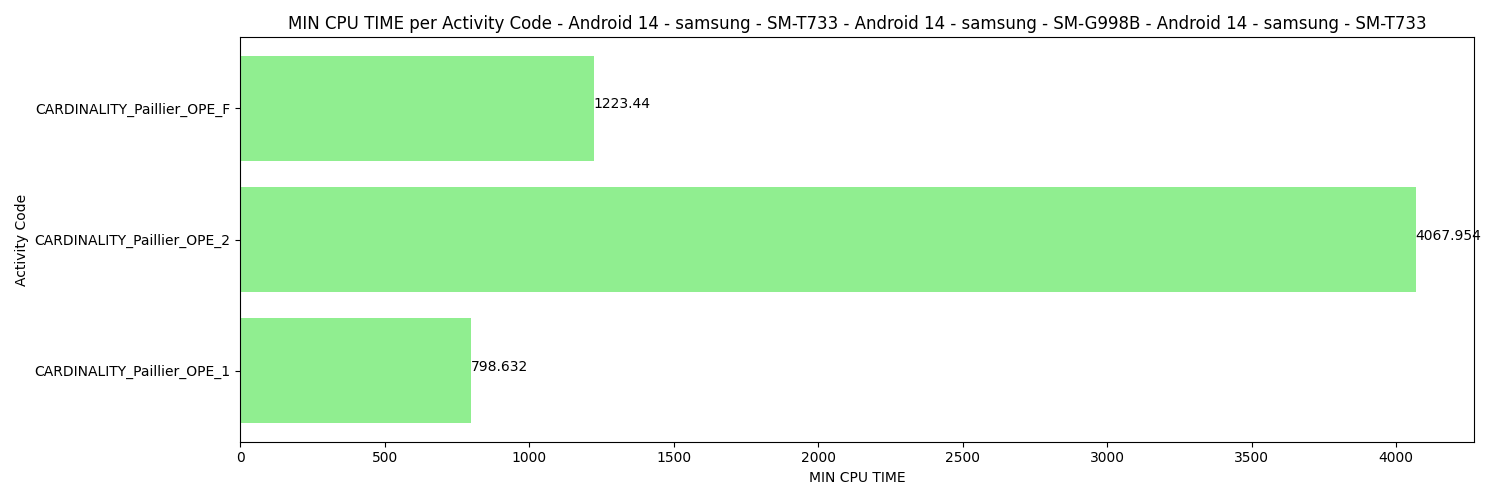 MIN CPU TIME per Activity Code - Android 14 - samsung - SM-T733 - Android 14 - samsung - SM-G998B - Android 14 - samsung - SM-T733
CARDINALITY_Paillier_OPE_F
1223.44
Activity Code
CARDINALITY_Paillier_OPE_2
4067.954
CARDINALITY_Paillier_OPE_1
798.632
0 500 1000 1500 2000 2500 3000 3500 4000
MIN CPU TIME